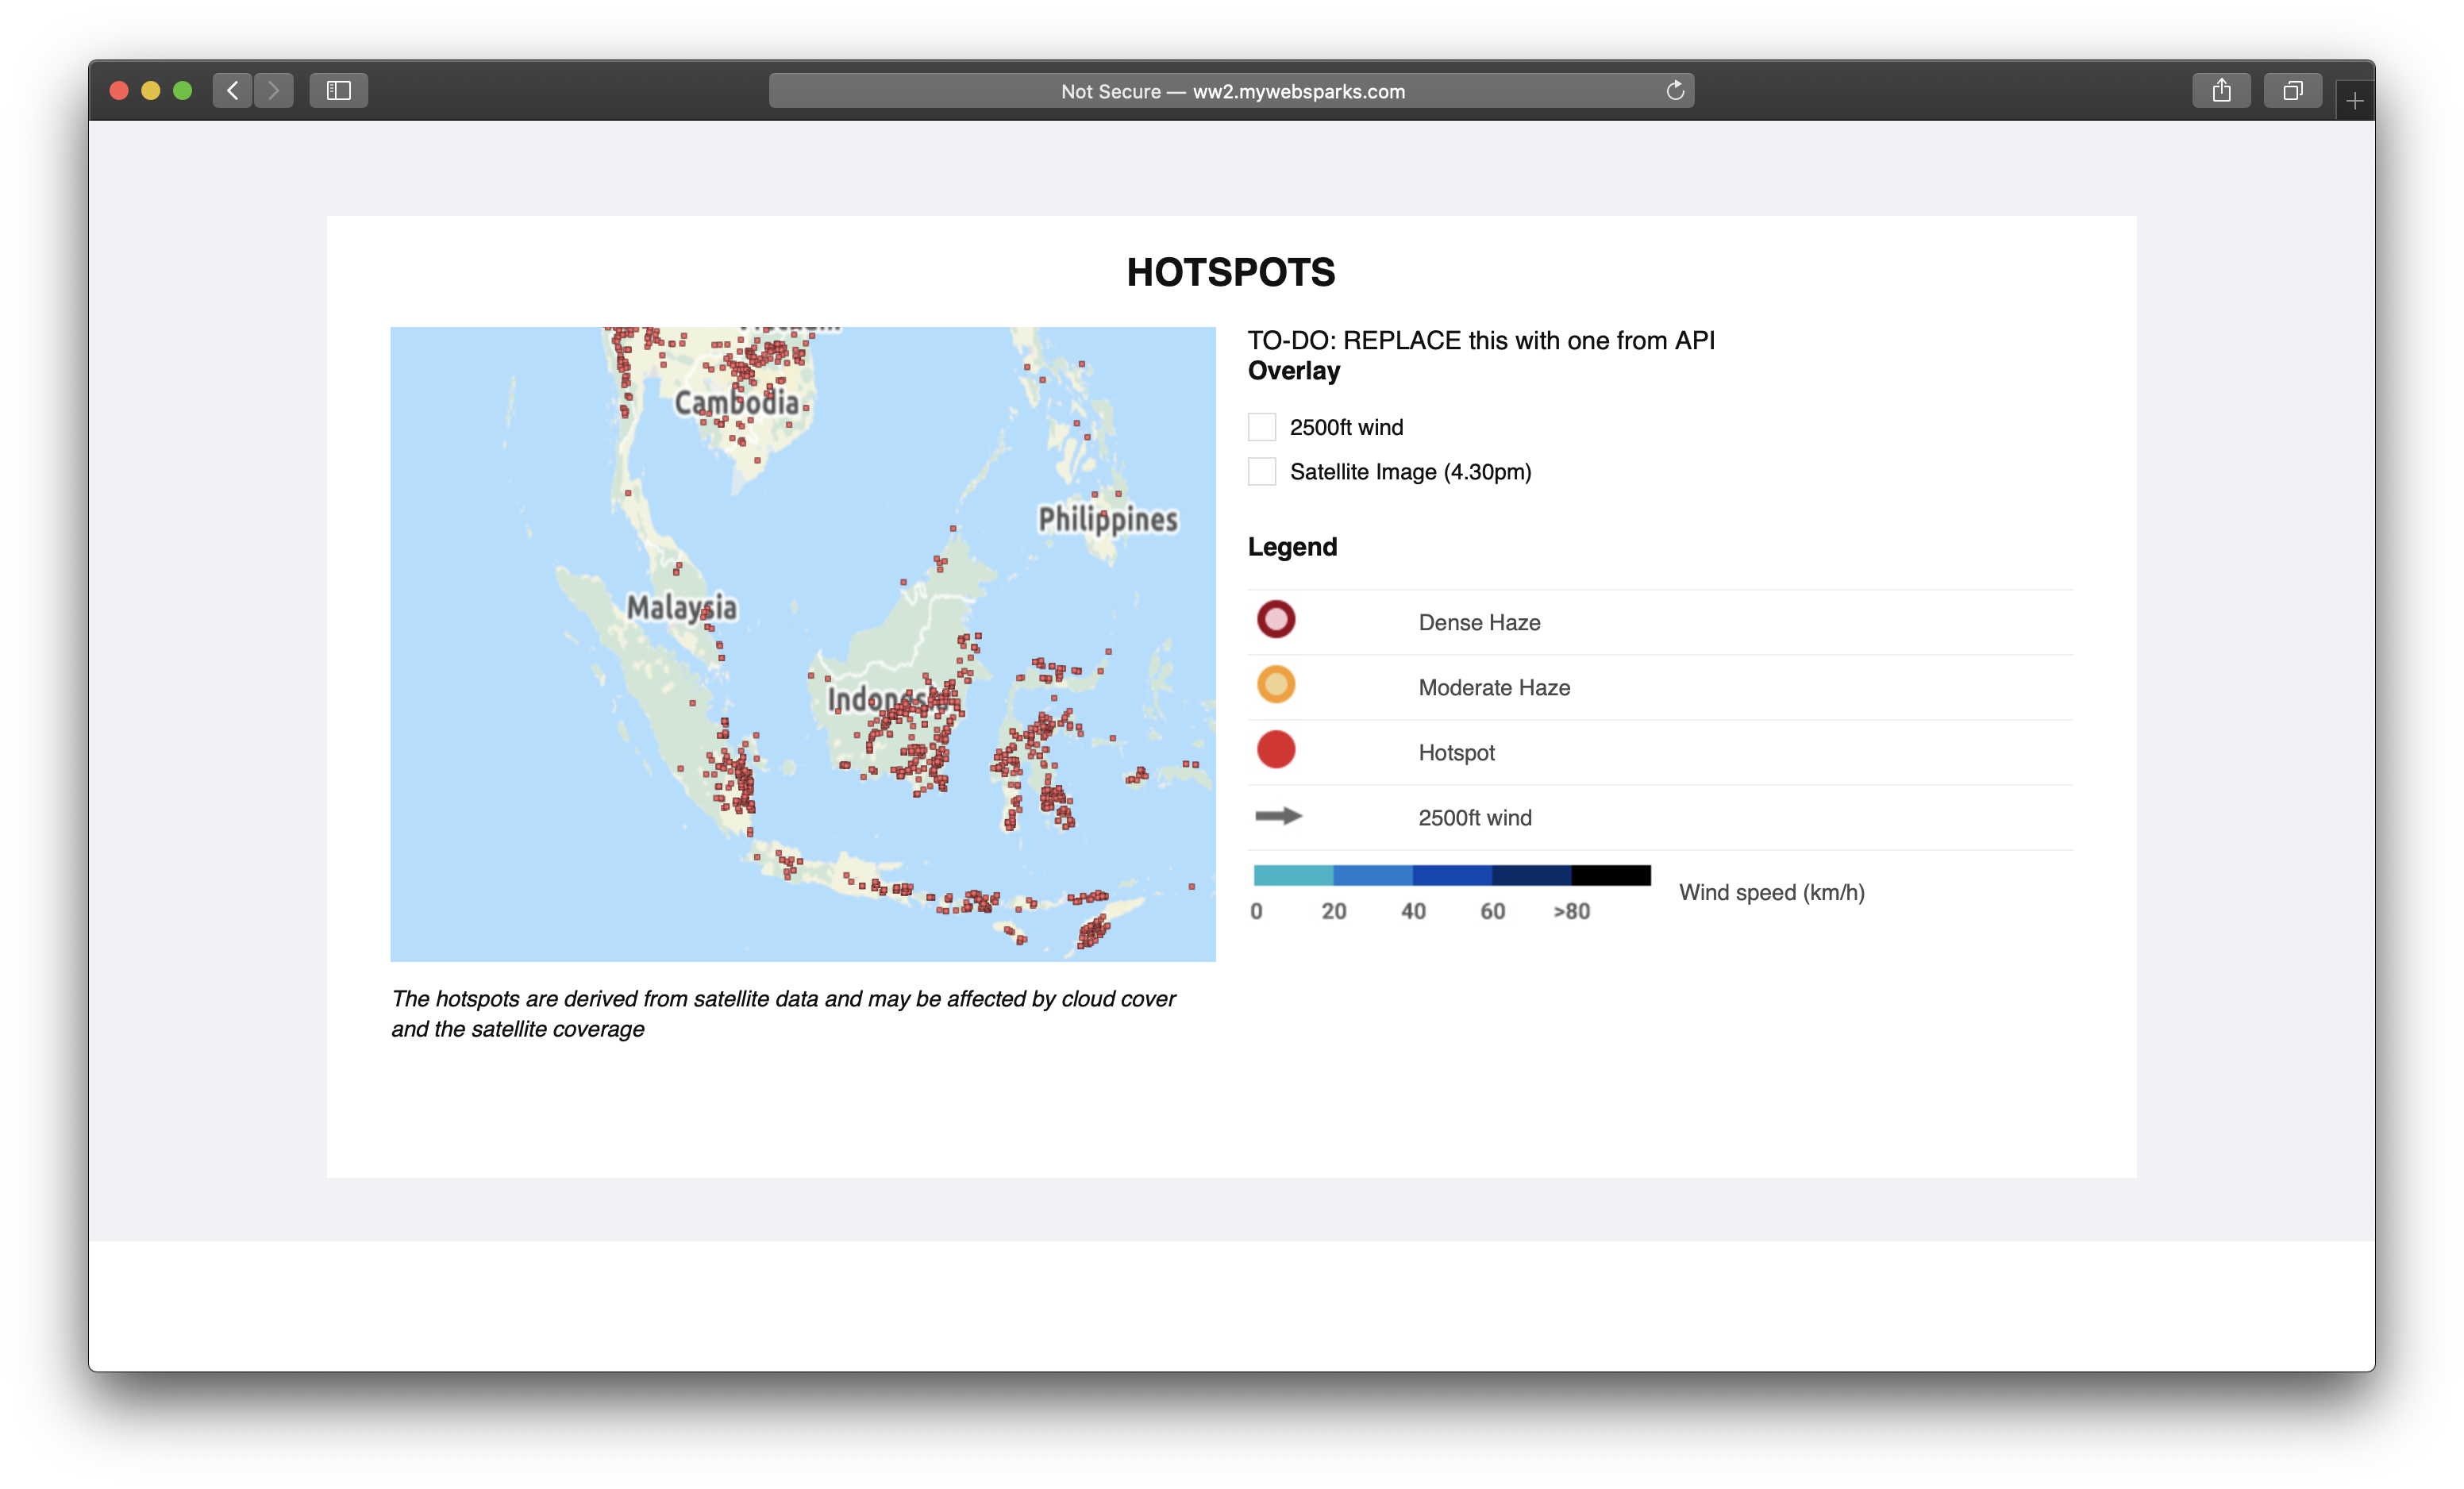 Not Secure — ww2.mywebsparks.com
HOTSPOTS
Cambodia
Philippines
Malaysia
Indonesia
The hotspots are derived from satellite data and may be affected by cloud cover
and the satellite coverage
TO-DO: REPLACE this with one from API
Overlay
2500ft wind
Satellite Image (4.30pm)
Legend
Dense Haze
Moderate Haze
Hotspot
2500ft wind
0 20 40 60 >80
Wind speed (km/h)